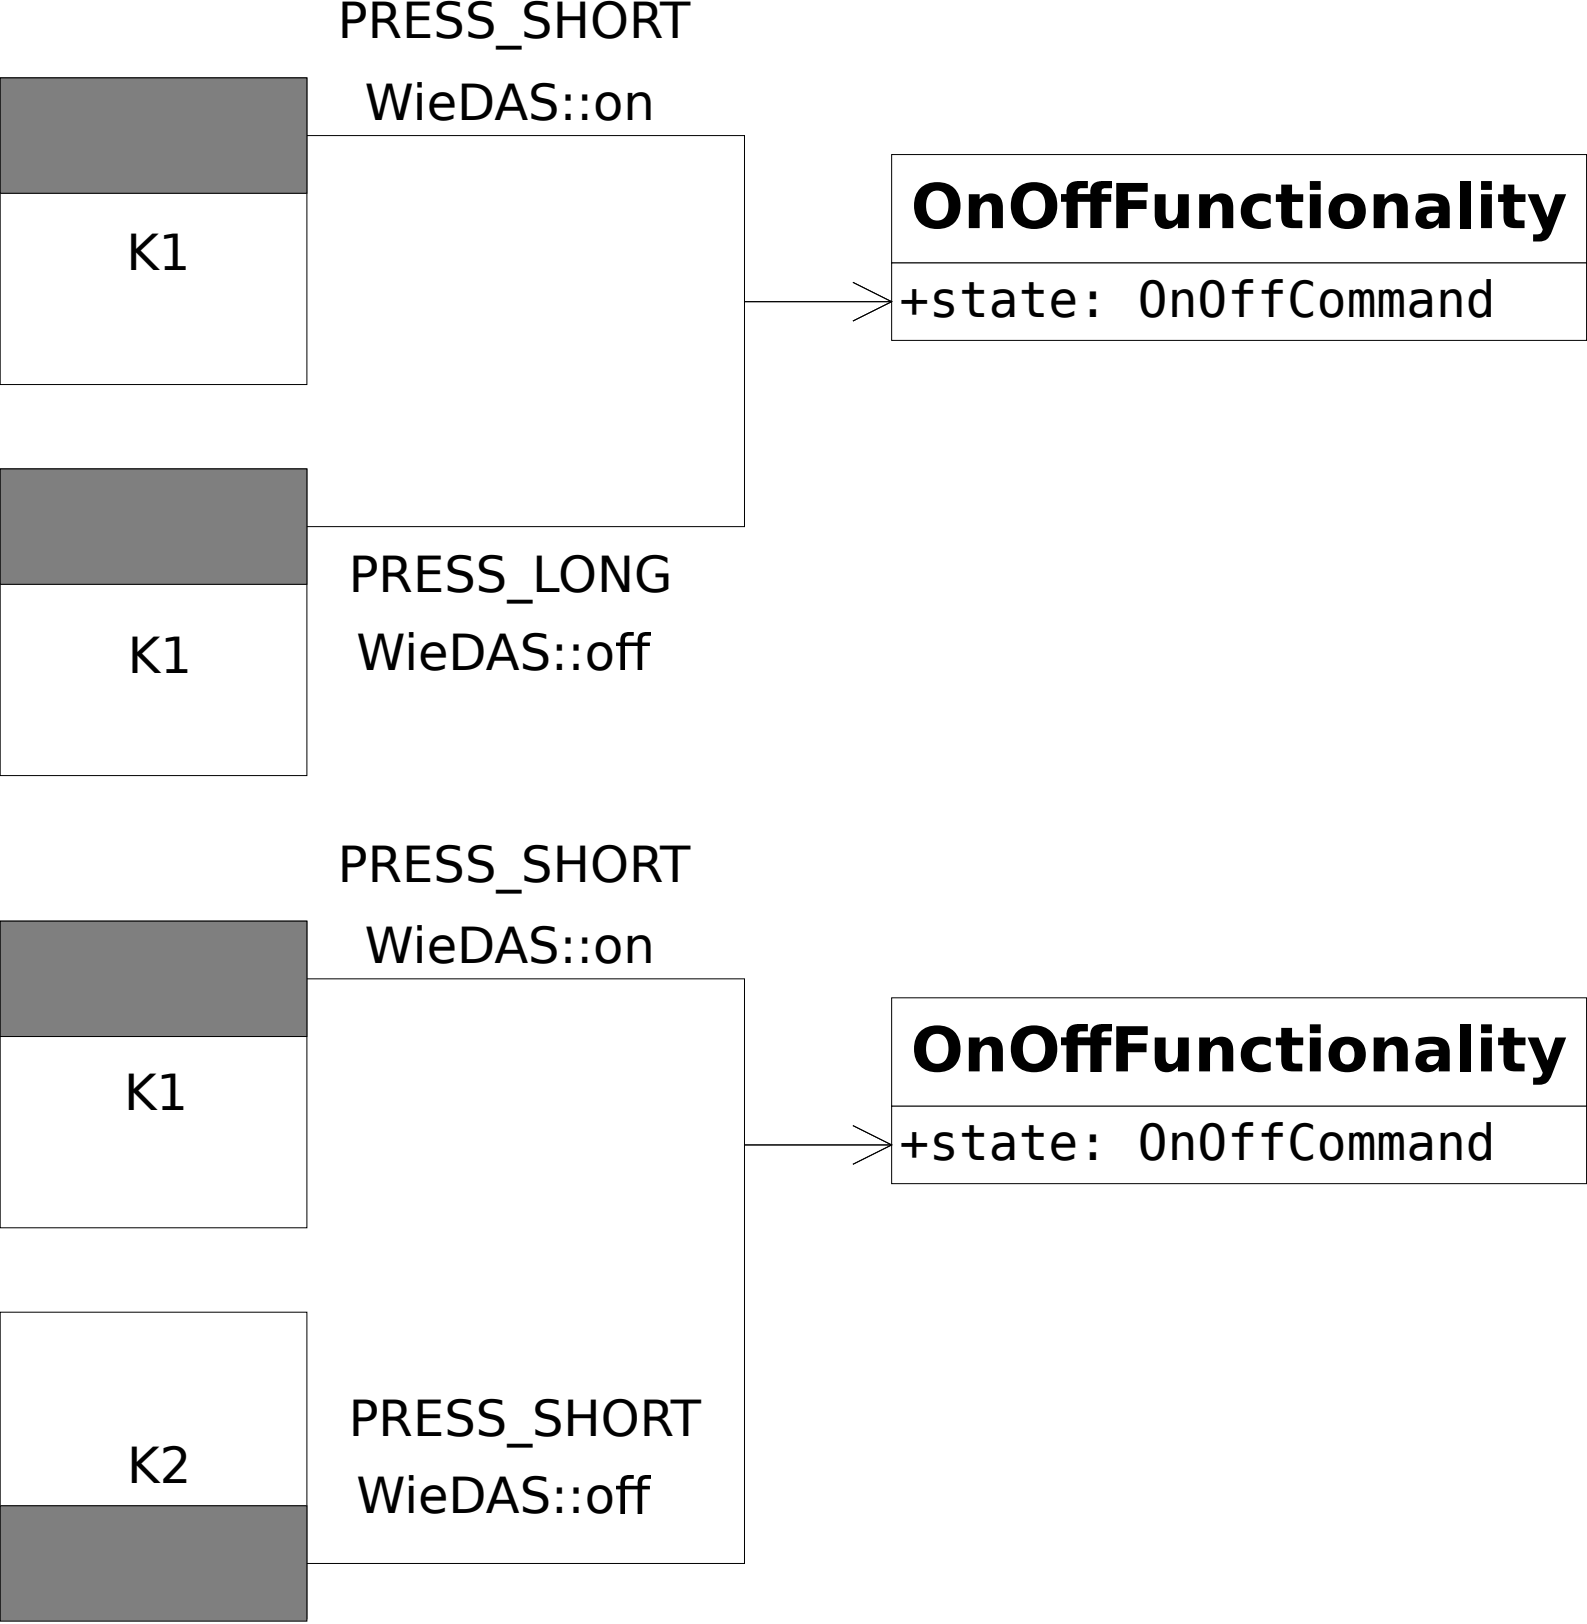 PRESS_SHORT
WieDAS::on
K1
OnOffFunctionality
+state: OnOffCommand
PRESS_LONG
WieDAS::off
K1
PRESS_SHORT
WieDAS::on
K1
OnOffFunctionality
+state: OnOffCommand
PRESS_SHORT
K2
WieDAS::off